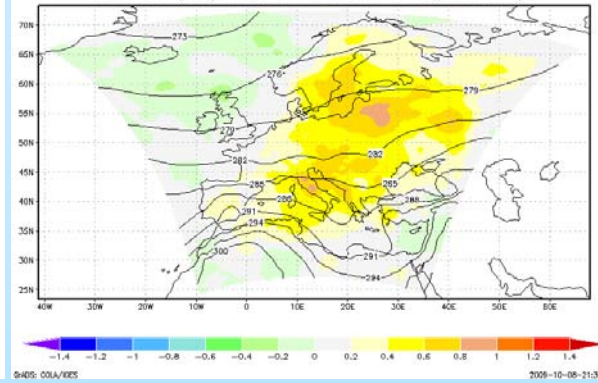 70N
65N
60N
55N
50N
45N
40N
35N
30N
25N
273
276
279
279
282
282
285
285
288
288
291
294
300
291
294
40W 30W 20W 10W 0 10E 20E 30E 40E 50E 60E
-1.4 -1.2 -1 -0.8 -0.6 -0.4 -0.2 0 0.2 0.4 0.6 0.8 1 1.2 1.4
GrADS: COLA/IGES
2009-10-08-21:3